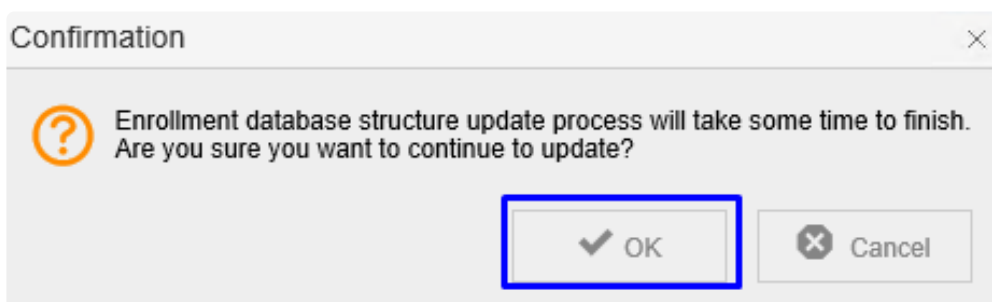 Confirmation
Enrollment database structure update process will take some time to finish.
Are you sure you want to continue to update?
OK
Cancel